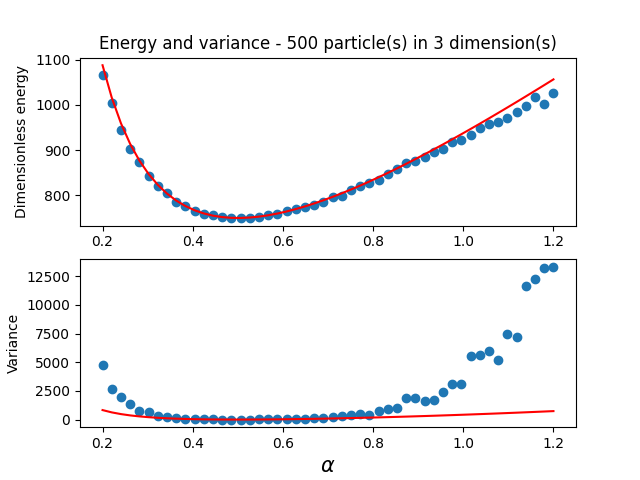 Energy and variance - 500 particle(s) in 3 dimension(s)
Dimensionless energy
1100
1000
900
800
0.2 0.4 0.6 0.8 1.0 1.2
Variance
12500
10000
7500
5000
2500
0
0.2 0.4 0.6 0.8 1.0 1.2
α